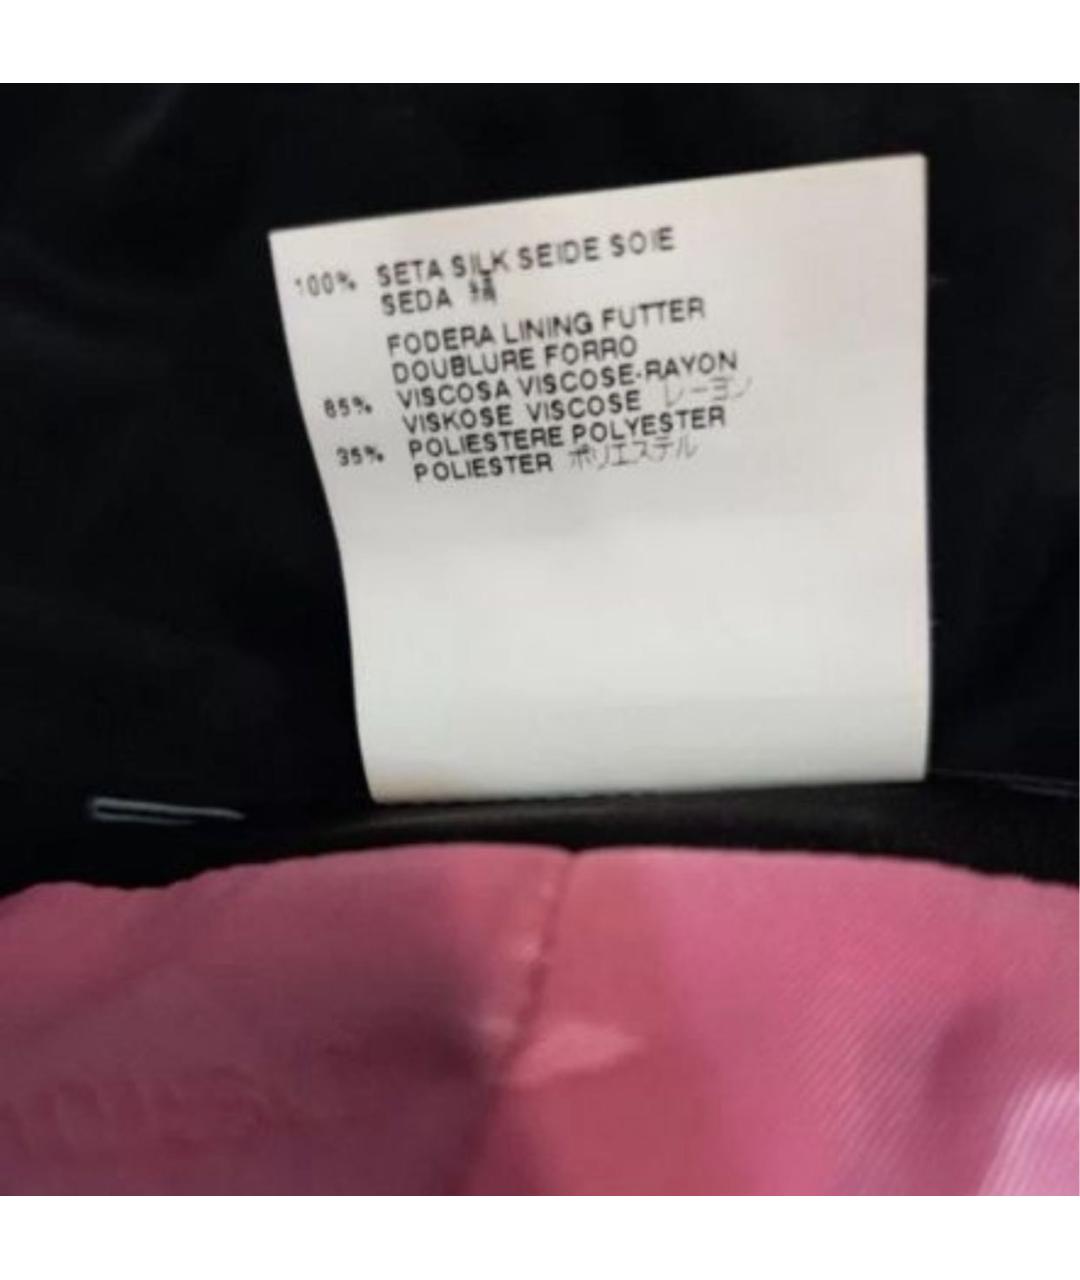 100% SETA SILK SEIDE SOIE
SEDA 絹
FODERA LINING FUTTER
DOUBLURE FORRO
65% VISCOSA VISCOSE-RAYON
VISKOSE VISCOSE レーヨン
35% POLIESTERE POLYESTER
POLIESTER ポリエステル